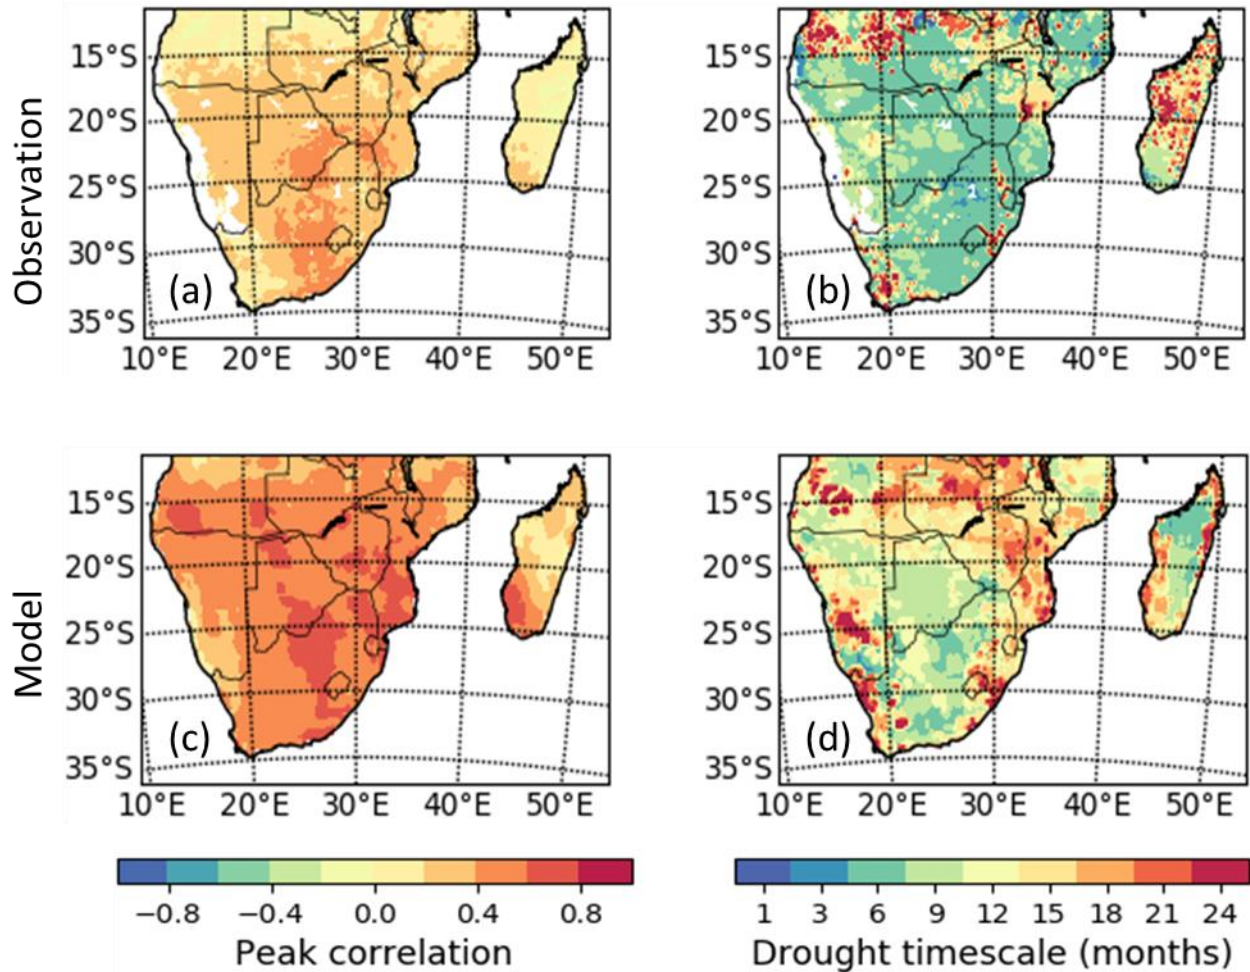 Observation
15°S
20°S
25°S
30°S
35°S
(a)
10°E 20°E 30°E 40°E 50°E
15°S
20°S
25°S
30°S
35°S
(b)
10°E 20°E 30°E 40°E 50°E
Model
15°S
20°S
25°S
30°S
35°S
(c)
10°E 20°E 30°E 40°E 50°E
15°S
20°S
25°S
30°S
35°S
(d)
10°E 20°E 30°E 40°E 50°E
−0.8 −0.4 0.0 0.4 0.8
Peak correlation
1 3 6 9 12 15 18 21 24
Drought timescale (months)